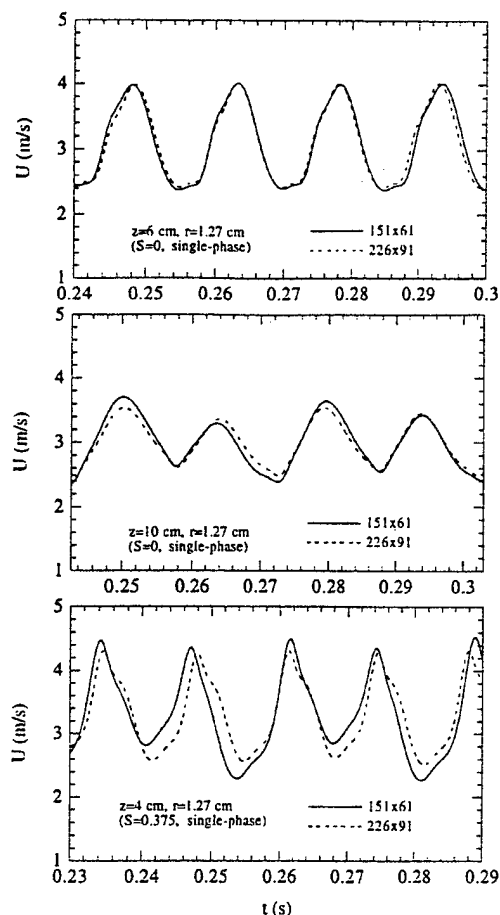 5
4
3
2
1
U (m/s)
z=6 cm, r=1.27 cm
(S=0, single-phase)
151x61
226x91
0.24 0.25 0.26 0.27 0.28 0.29 0.3
5
4
3
2
1
U (m/s)
z=10 cm, r=1.27 cm
(S=0, single-phase)
151x61
226x91
0.25 0.26 0.27 0.28 0.29 0.3
5
4
3
2
1
U (m/s)
z=4 cm, r=1.27 cm
(S=0.375, single-phase)
151x61
226x91
0.23 0.24 0.25 0.26 0.27 0.28 0.29
t (s)